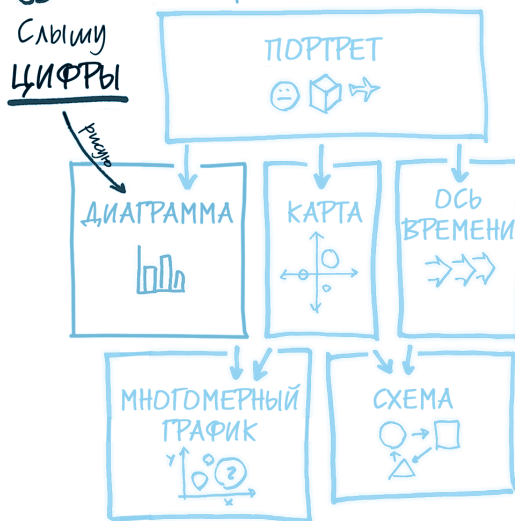 Слышу
ЦИФРЫ
рисую
ПОРТРЕТ
ДИАГРАММА
КАРТА
ОСЬ
ВРЕМЕНИ
МНОГОМЕРНЫЙ
ГРАФИК
Y
?
X
СХЕМА